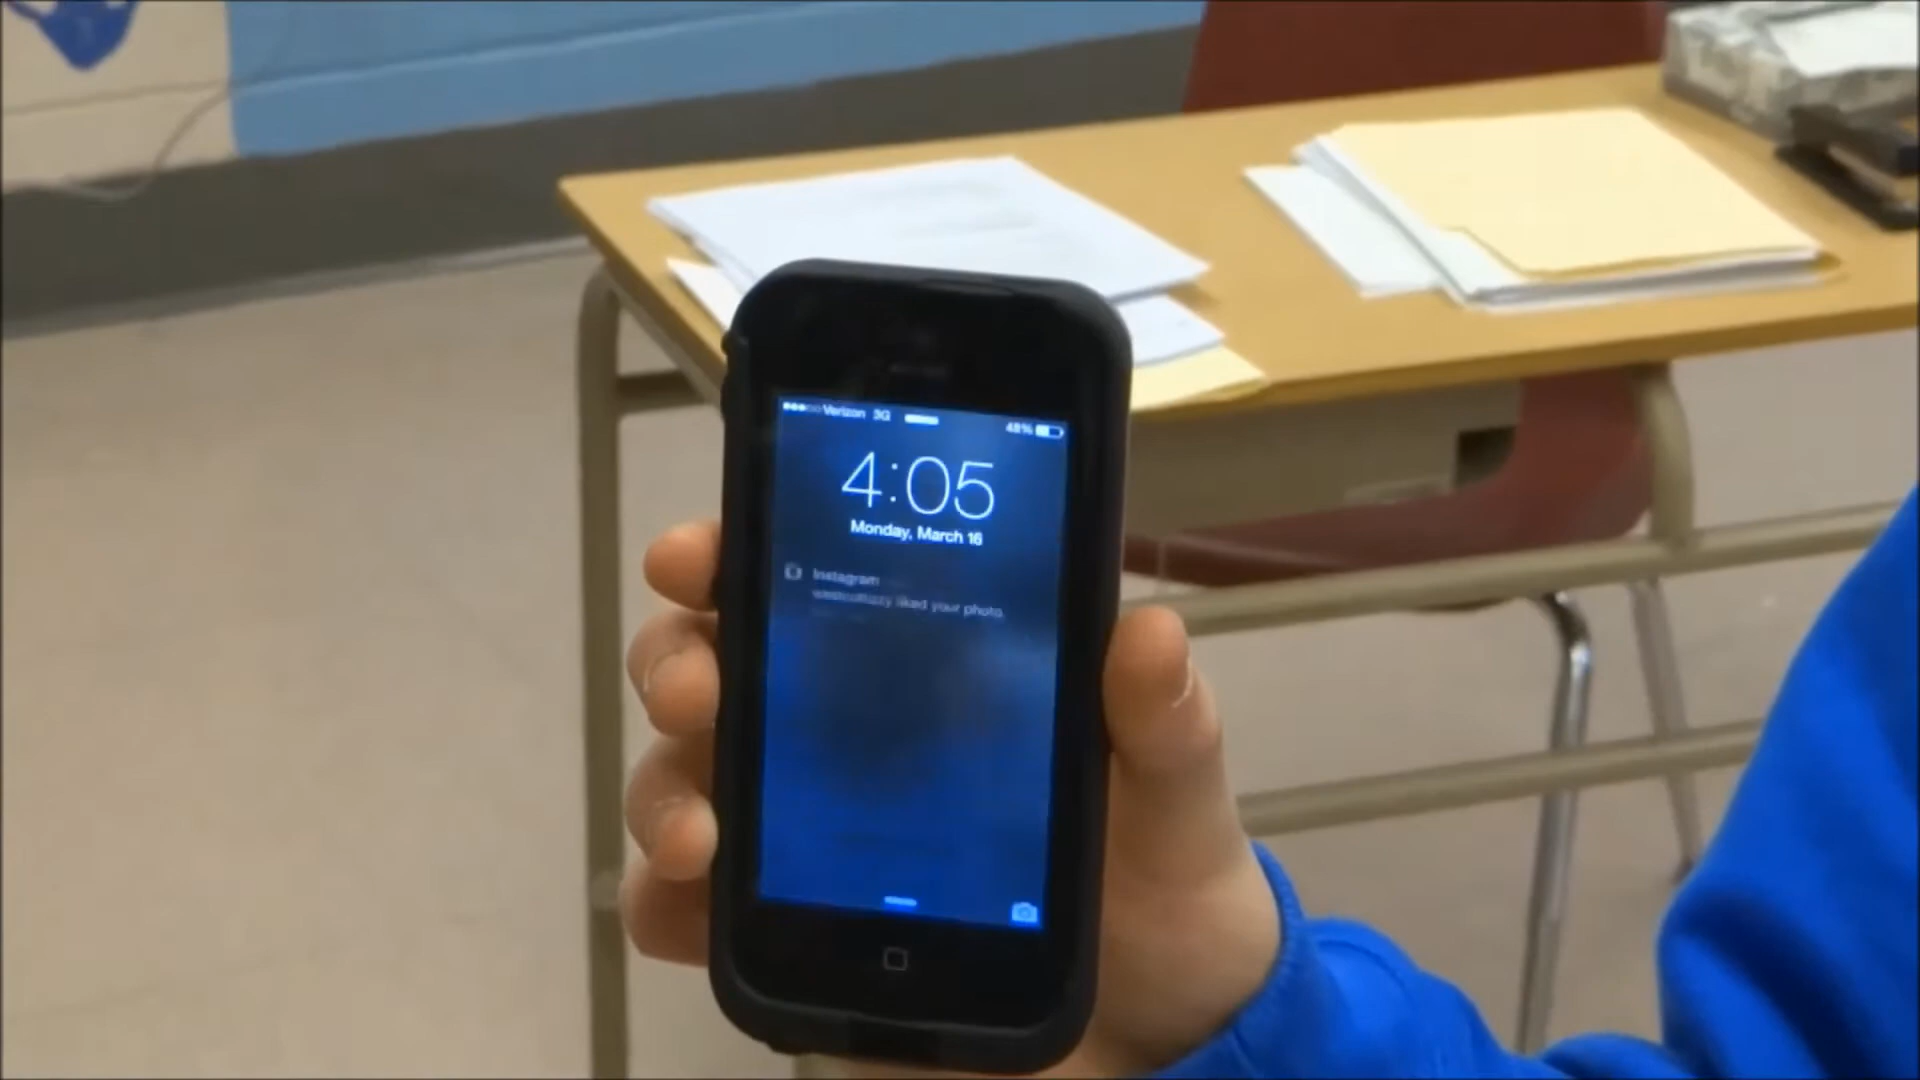 Verizon 3G 48%
4:05
Monday, March 16
Instagram
liked your photo.